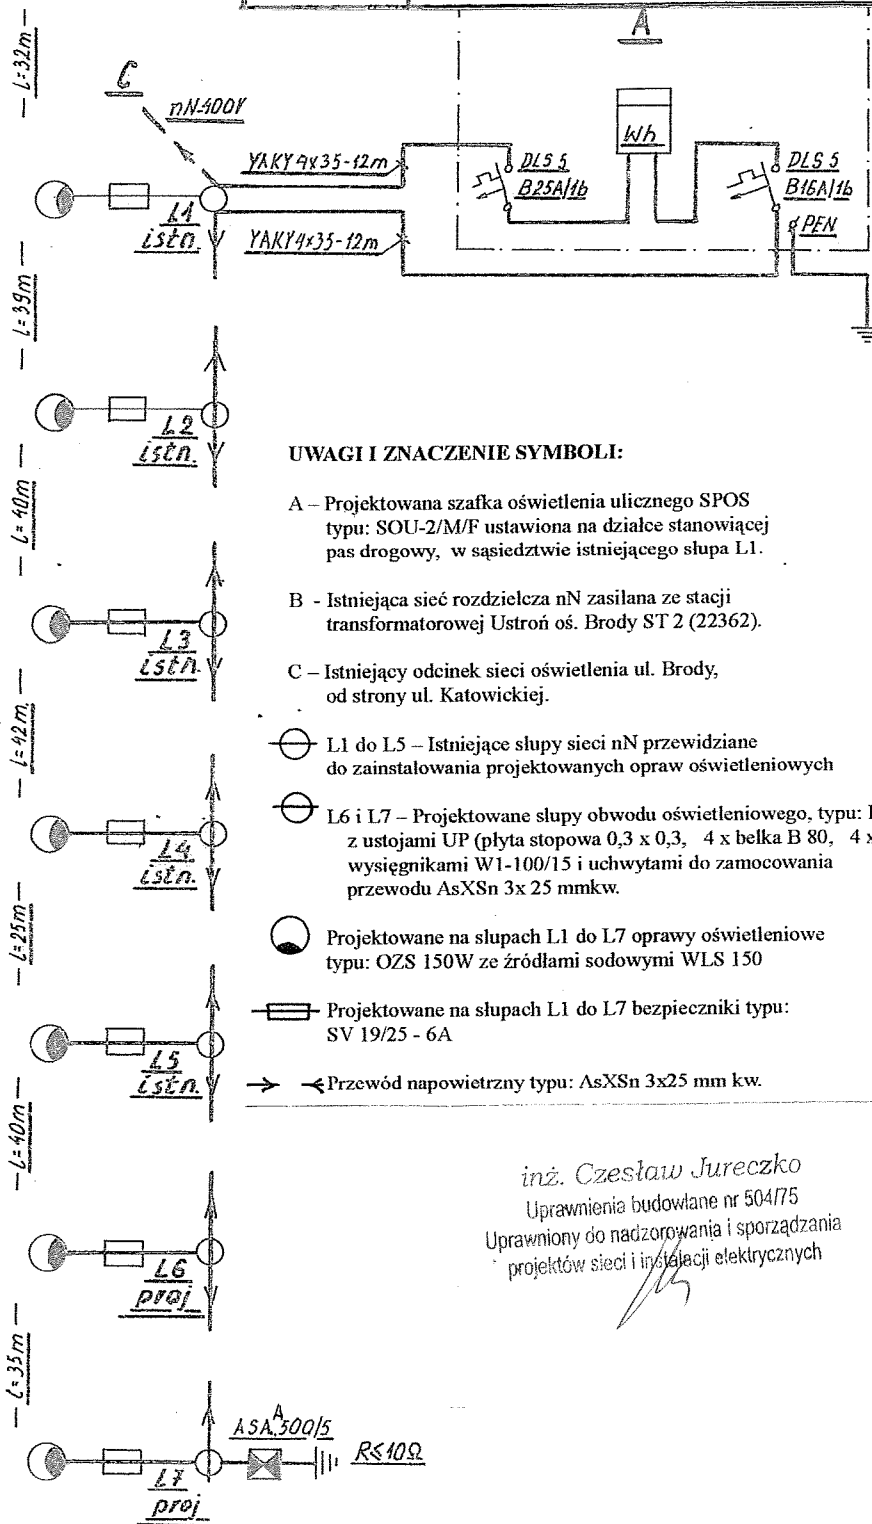 L=32m
A
C
nN-400V
Wh
YAKY 4x35-12m
DLS 5
B25A/1b
DLS 5
B16A/1b
PEN
L1
istn.
YAKY 4x35-12m
L=39m
L2
istn.
L=40m
UWAGI I ZNACZENIE SYMBOLI:
A – Projektowana szafka oświetlenia ulicznego SPOS
typu: SOU-2/M/F ustawiona na działce stanowiącej
pas drogowy, w sąsiedztwie istniejącego słupa L1.
B - Istniejąca sieć rozdzielcza nN zasilana ze stacji
transformatorowej Ustroń oś. Brody ST 2 (22362).
C – Istniejący odcinek sieci oświetlenia ul. Brody,
od strony ul. Katowickiej.
L3
istn.
L=42m
L1 do L5 – Istniejące słupy sieci nN przewidziane
do zainstalowania projektowanych opraw oświetleniowych
L6 i L7 – Projektowane słupy obwodu oświetleniowego, typu:
z ustojami UP (płyta stopowa 0,3 x 0,3, 4 x belka B 80, 4 x
wysięgnikami W1-100/15 i uchwytami do zamocowania
przewodu AsXSn 3x 25 mmkw.
L4
istn.
L=25m
Projektowane na słupach L1 do L7 oprawy oświetleniowe
typu: OZS 150W ze źródłami sodowymi WLS 150
Projektowane na słupach L1 do L7 bezpieczniki typu:
SV 19/25 - 6A
L5
istn.
Przewód napowietrzny typu: AsXSn 3x25 mm kw.
L=40m
inż. Czesław Jureczko
Uprawnienia budowlane nr 504/75
Uprawniony do nadzorowania i sporządzania
projektów sieci i instalacji elektrycznych
L6
proj
L=35m
A
ASA 500/5
R≤10Ω
L7
proj